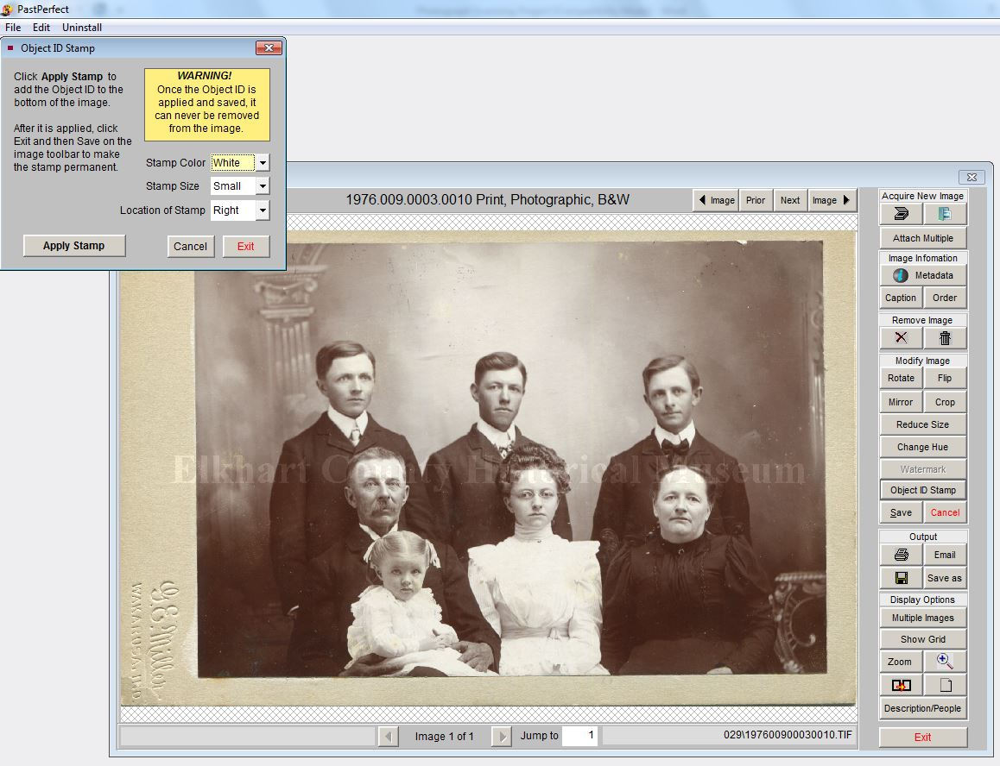 PastPerfect
File Edit Uninstall
Object ID Stamp
Click Apply Stamp to
add the Object ID to the
bottom of the image.
After it is applied, click
Exit and then Save on the
image toolbar to make
the stamp permanent.
WARNING!
Once the Object ID is
applied and saved, it
can never be removed
from the image.
Stamp Color White
Stamp Size Small
Location of Stamp Right
Apply Stamp Cancel Exit
1976.009.0003.0010 Print, Photographic, B&W
Image Prior Next Image
Elkhart County Historical Museum
WAKARUSA, IND.
Image 1 of 1 Jump to 1 029\197600900030010.TIF
Acquire New Image
Attach Multiple
Image Infomation
Metadata
Caption Order
Remove Image
Modify Image
Rotate Flip
Mirror Crop
Reduce Size
Change Hue
Watermark
Object ID Stamp
Save Cancel
Output
Email
Save as
Display Options
Multiple Images
Show Grid
Zoom
Description/People
Exit